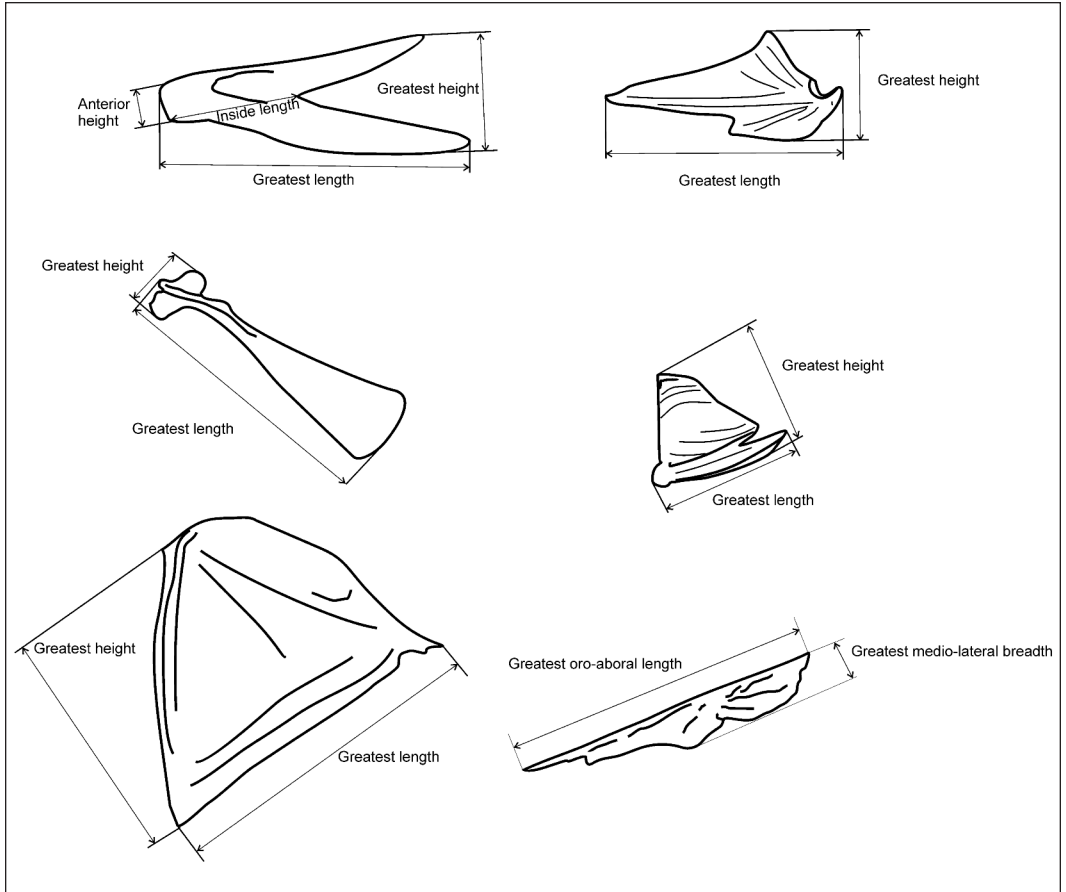 Anterior
height
Inside length
Greatest height
Greatest length
Greatest height
Greatest length
Greatest height
Greatest length
Greatest height
Greatest length
Greatest height
Greatest length
Greatest oro-aboral length
Greatest medio-lateral breadth